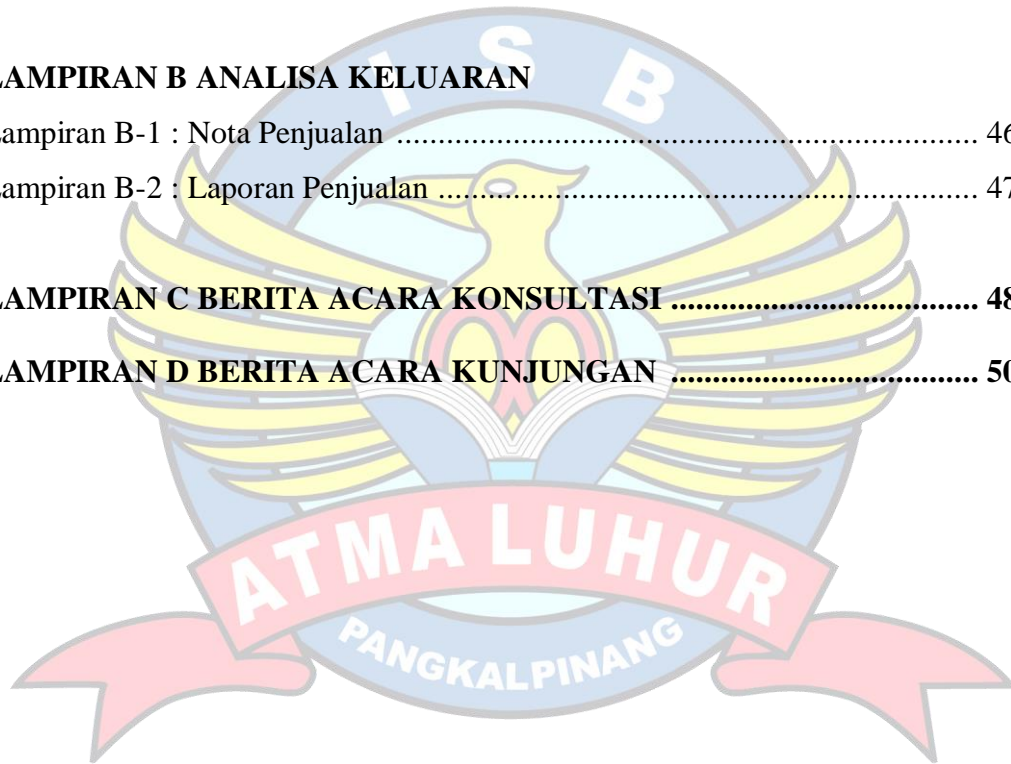 I S B
LAMPIRAN B ANALISA KELUARAN
Lampiran B-1 : Nota Penjualan ........................................................................ 46
Lampiran B-2 : Laporan Penjualan ................................................................... 47
LAMPIRAN C BERITA ACARA KONSULTASI ..................................... 48
LAMPIRAN D BERITA ACARA KUNJUNGAN ..................................... 50
ATMA LUHUR
PANGKALPINANG